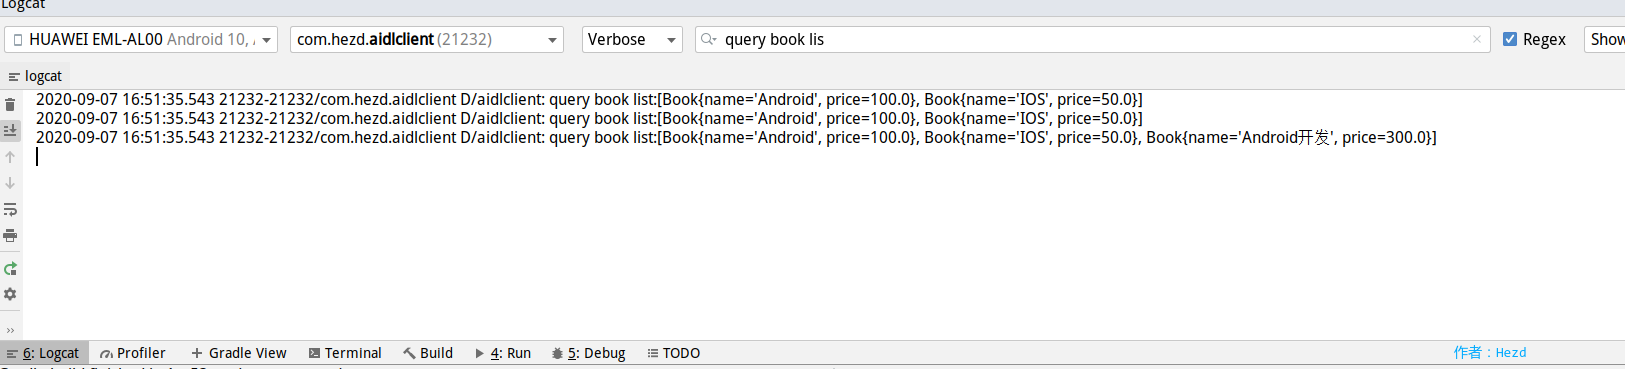 Logcat
HUAWEI EML-AL00 Android 10, com.hezd.aidlclient (21232) Verbose query book lis Regex Show
logcat
2020-09-07 16:51:35.543 21232-21232/com.hezd.aidlclient D/aidlclient: query book list:[Book{name='Android', price=100.0}, Book{name='IOS', price=50.0}]
2020-09-07 16:51:35.543 21232-21232/com.hezd.aidlclient D/aidlclient: query book list:[Book{name='Android', price=100.0}, Book{name='IOS', price=50.0}]
2020-09-07 16:51:35.543 21232-21232/com.hezd.aidlclient D/aidlclient: query book list:[Book{name='Android', price=100.0}, Book{name='IOS', price=50.0}, Book{name='Android开发', price=300.0}]
6: Logcat Profiler Gradle View Terminal Build 4: Run 5: Debug TODO 作者：Hezd